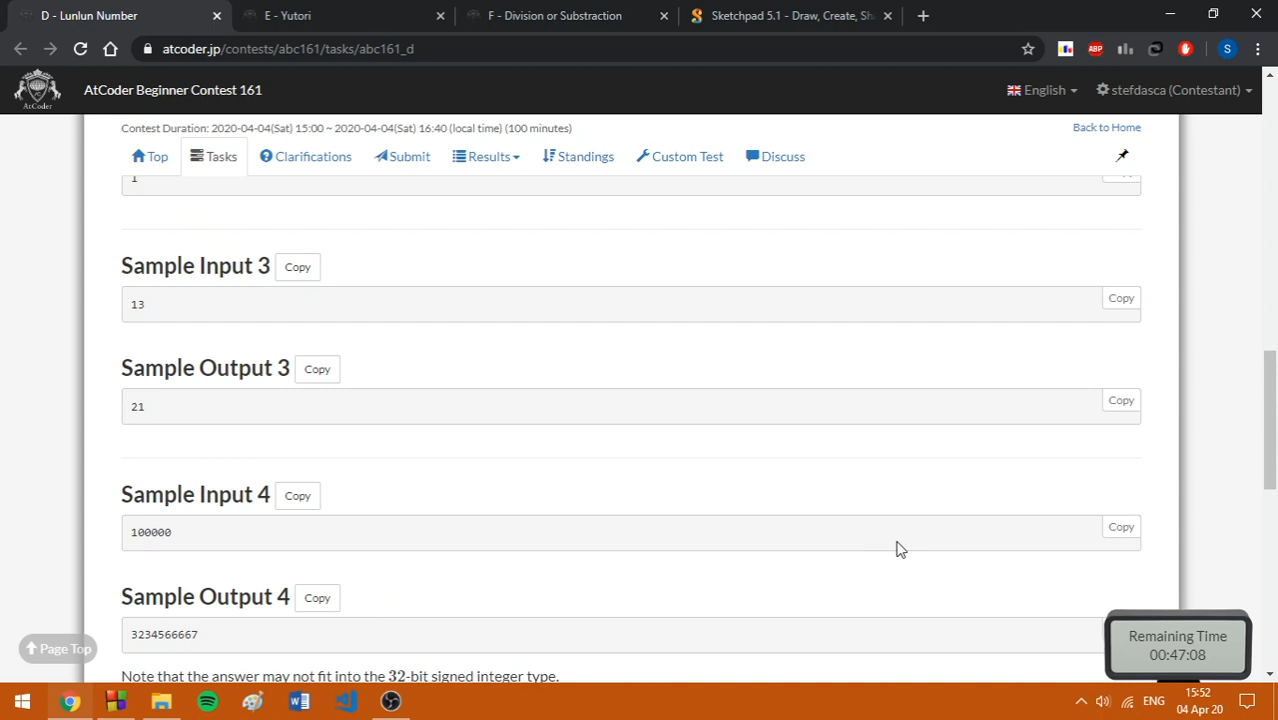 D - Lunlun Number
E - Yutori
F - Division or Substraction
Sketchpad 5.1 - Draw, Create, Sh
atcoder.jp/contests/abc161/tasks/abc161_d
ABP
S
AtCoder
AtCoder Beginner Contest 161
English
stefdasca (Contestant)
Contest Duration: 2020-04-04(Sat) 15:00 ~ 2020-04-04(Sat) 16:40 (local time) (100 minutes)
Back to Home
Top
Tasks
Clarifications
Submit
Results
Standings
Custom Test
Discuss
1
Sample Input 3
Copy
13
Copy
Sample Output 3
Copy
21
Copy
Sample Input 4
Copy
100000
Copy
Sample Output 4
Copy
3234566667
Note that the answer may not fit into the 32-bit signed integer type.
Page Top
Remaining Time
00:47:08
ENG
15:52
04 Apr 20